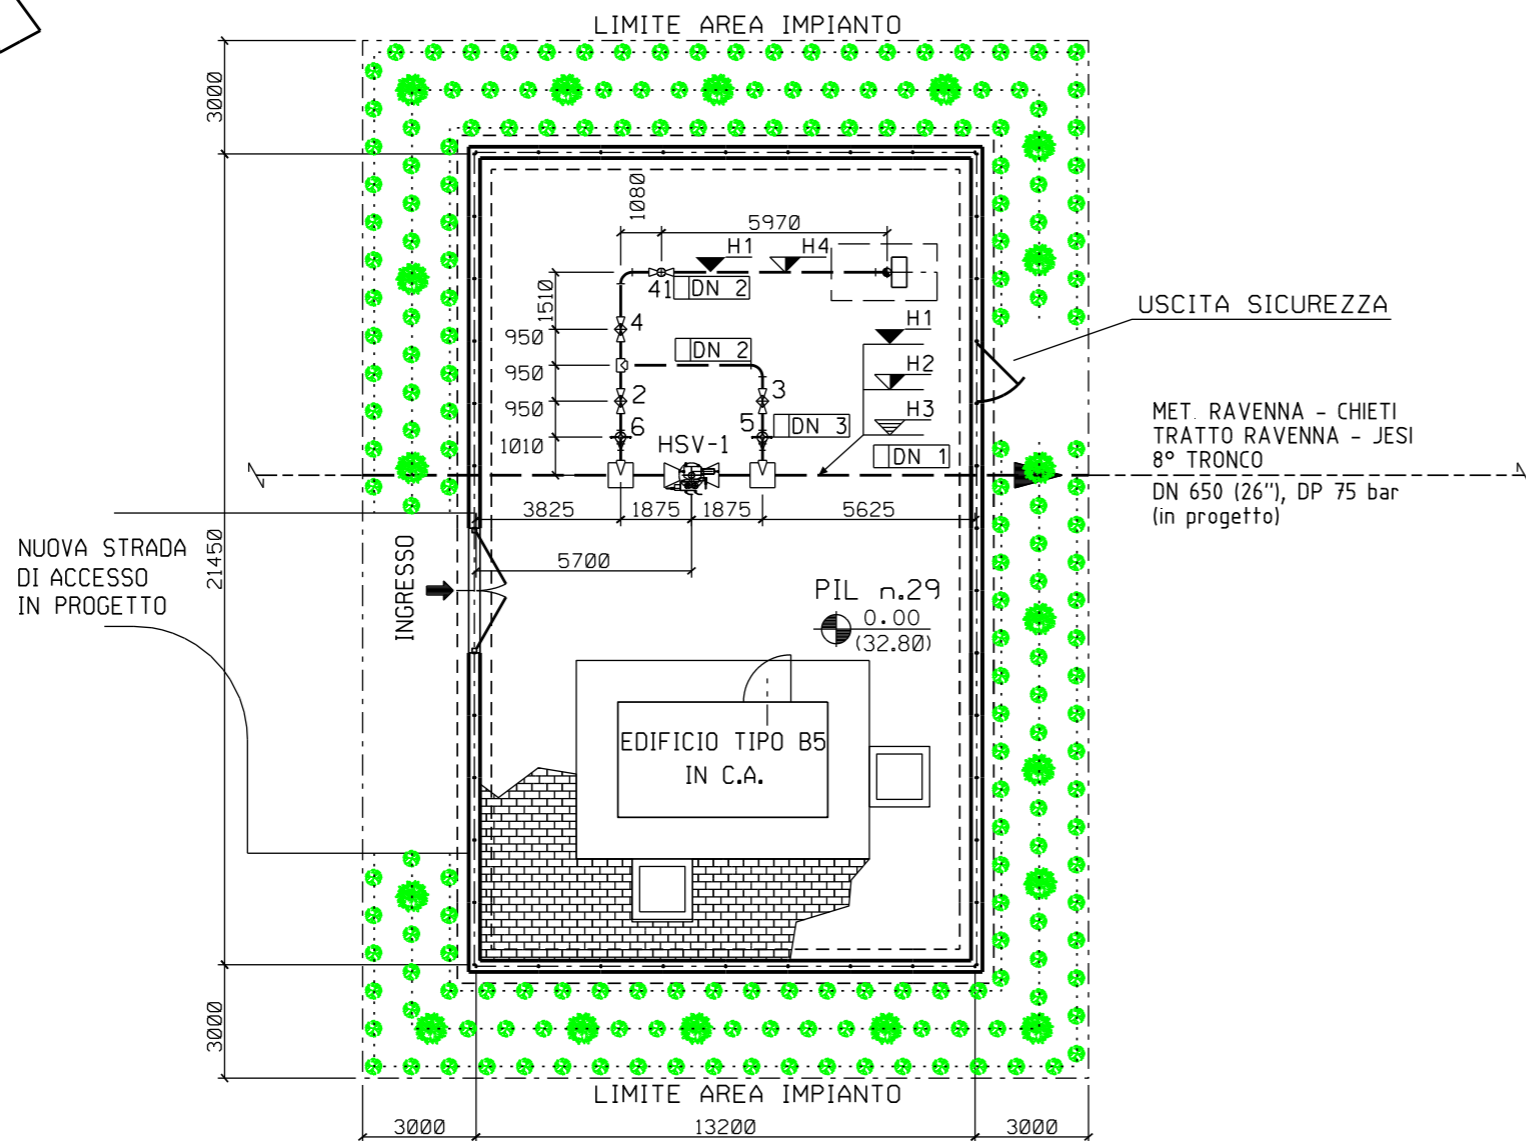 LIMITE AREA IMPIANTO
3000
1080
5970
H1
H4
41
DN 2
1510
4
950
DN 2
950
2
3
950
6
5
DN 3
1010
HSV-1
H1
H2
H3
DN 1
USCITA SICUREZZA
MET. RAVENNA - CHIETI
TRATTO RAVENNA - JESI
8° TRONCO
DN 650 (26"), DP 75 bar
(in progetto)
3825
1875
1875
5625
5700
NUOVA STRADA
DI ACCESSO
IN PROGETTO
21450
INGRESSO
PIL n.29
0.00
(32.80)
EDIFICIO TIPO B5
IN C.A.
3000
LIMITE AREA IMPIANTO
3000
13200
3000